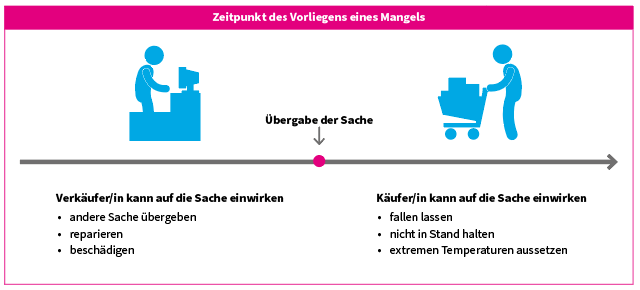 Zeitpunkt des Vorliegens eines Mangels
Übergabe der Sache
Verkäufer/in kann auf die Sache einwirken
• andere Sache übergeben
• reparieren
• beschädigen
Käufer/in kann auf die Sache einwirken
• fallen lassen
• nicht in Stand halten
• extremen Temperaturen aussetzen